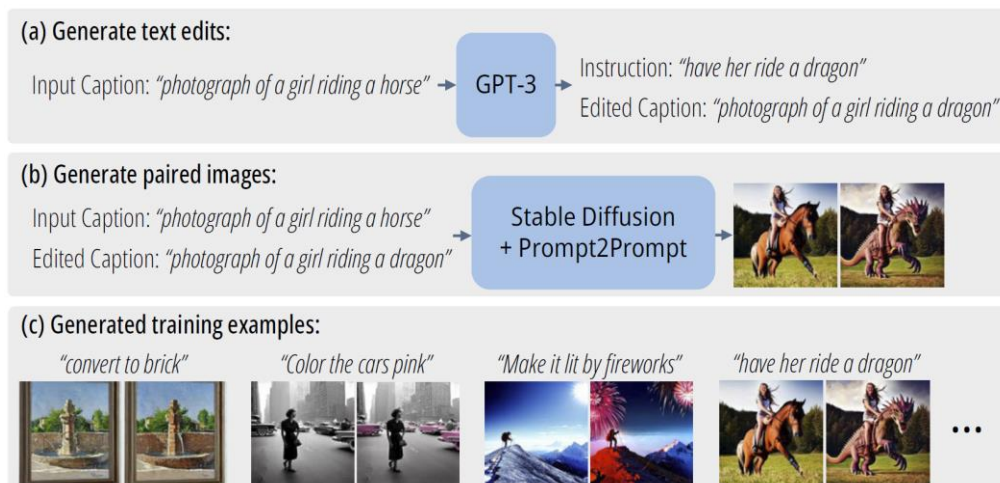 (a) Generate text edits:
Input Caption: “photograph of a girl riding a horse”
GPT-3
Instruction: “have her ride a dragon”
Edited Caption: “photograph of a girl riding a dragon”
(b) Generate paired images:
Input Caption: “photograph of a girl riding a horse”
Edited Caption: “photograph of a girl riding a dragon”
Stable Diffusion
+ Prompt2Prompt
(c) Generated training examples:
“convert to brick”
“Color the cars pink”
“Make it lit by fireworks”
“have her ride a dragon”
...